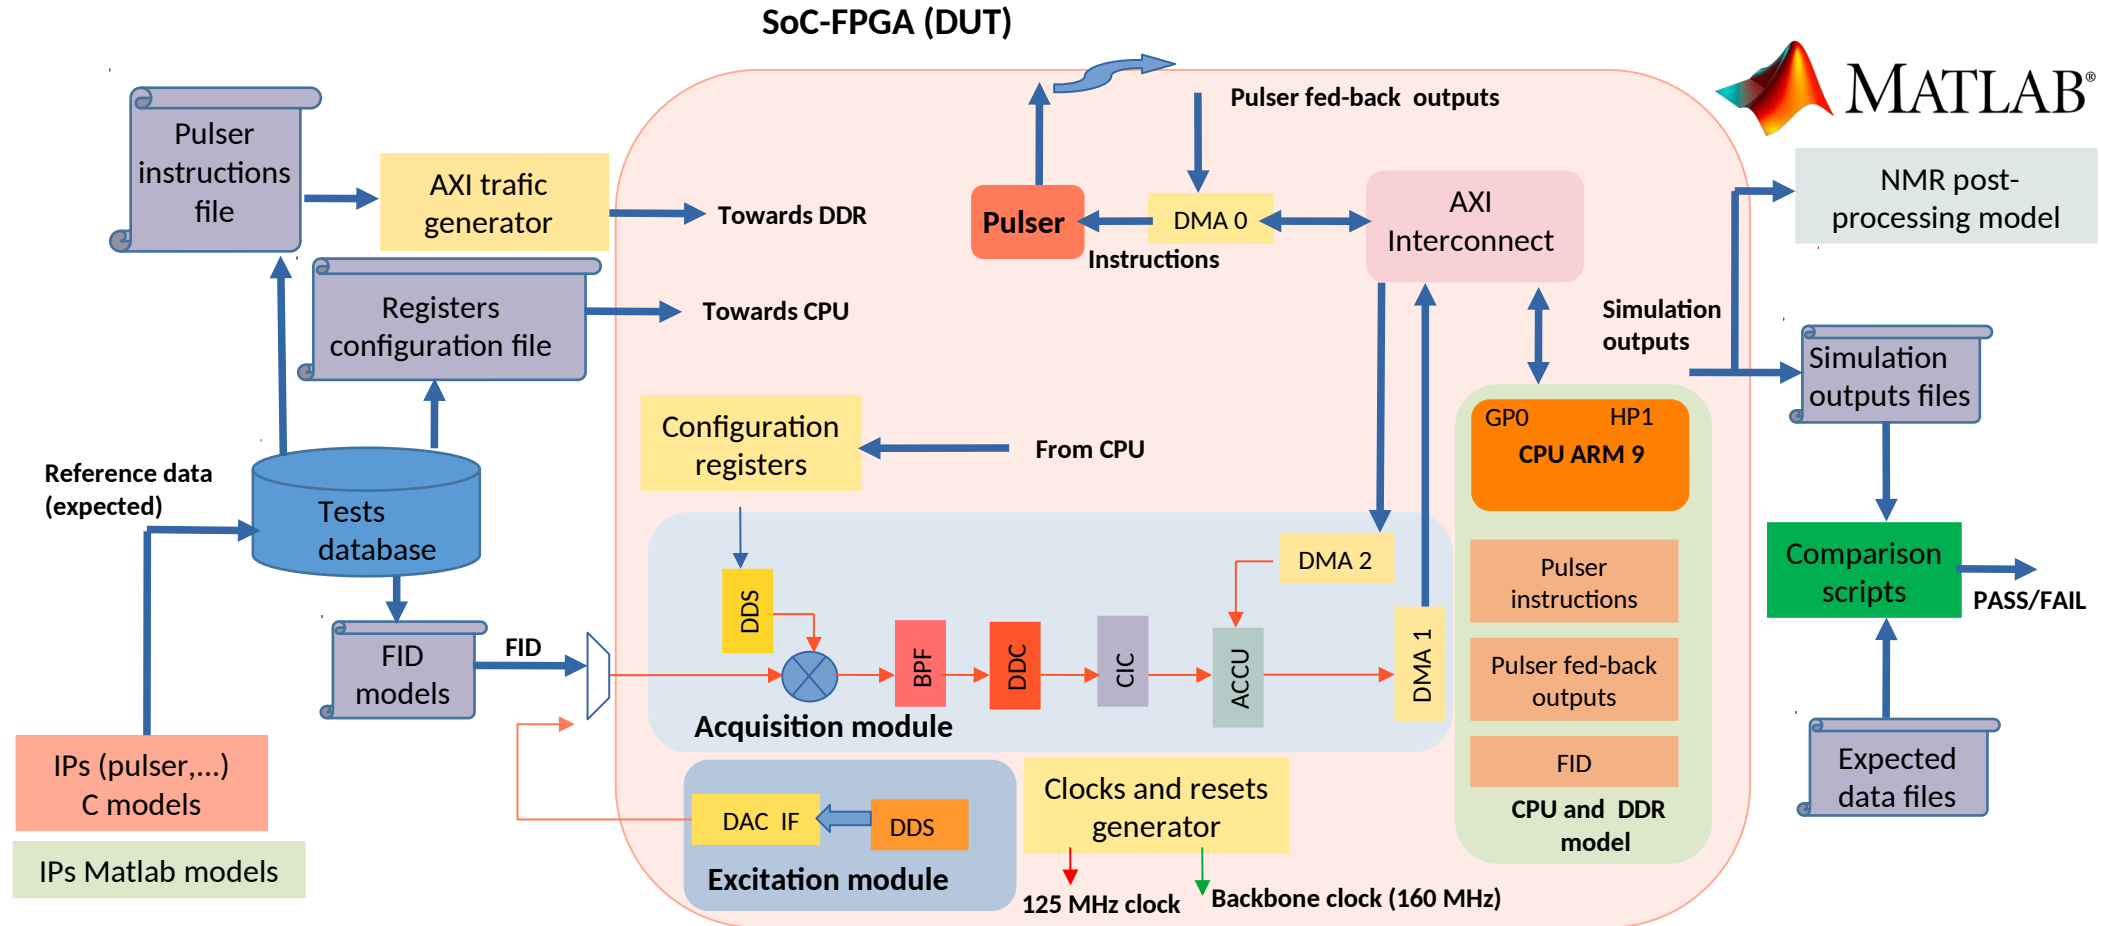 SoC-FPGA (DUT)
Pulser
instructions
file
AXI trafic
generator
Towards DDR
Registers
configuration file
Towards CPU
Pulser fed-back outputs
Pulser
DMA 0
Instructions
AXI
Interconnect
MATLAB®
NMR post-
processing model
Simulation
outputs
Simulation
outputs files
Configuration
registers
From CPU
GP0
HP1
CPU ARM 9
Reference data
(expected)
Tests
database
DMA 2
Pulser
instructions
Comparison
scripts
PASS/FAIL
FID
models
FID
DDS
BPF
DDC
CIC
ACCU
DMA 1
Pulser fed-back
outputs
Acquisition module
FID
IPs (pulser,...)
C models
IPs Matlab models
DAC IF
DDS
Excitation module
Clocks and resets
generator
125 MHz clock
Backbone clock (160 MHz)
CPU and DDR
model
Expected
data files